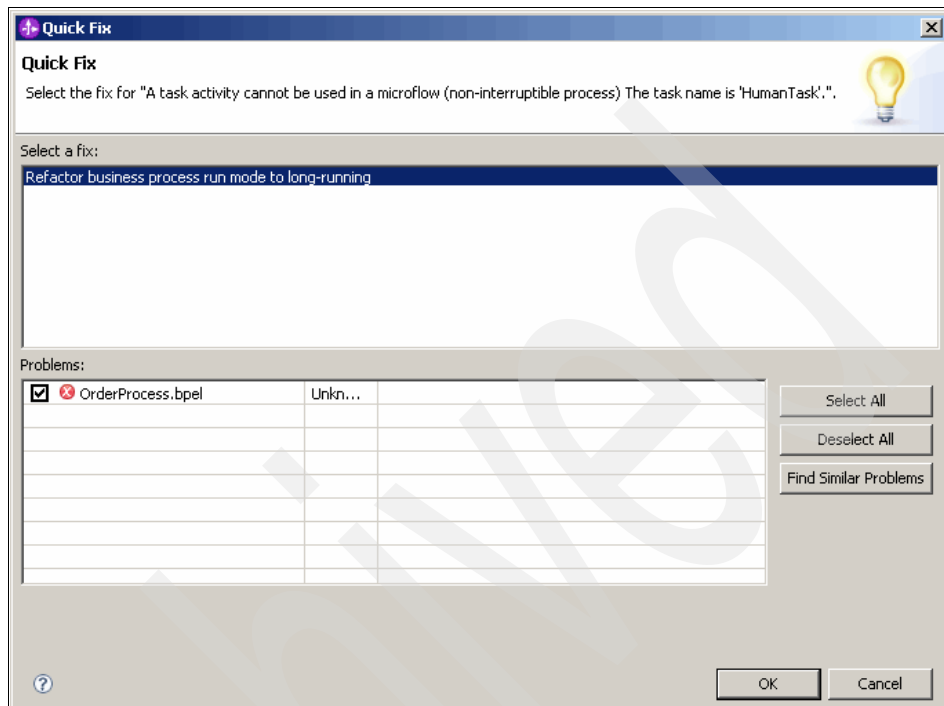 Quick Fix
Quick Fix
Select the fix for "A task activity cannot be used in a microflow (non-interruptible process) The task name is 'HumanTask'.".
Select a fix:
Refactor business process run mode to long-running
Problems:
OrderProcess.bpel Unkn...
Select All
Deselect All
Find Similar Problems
OK Cancel
hived